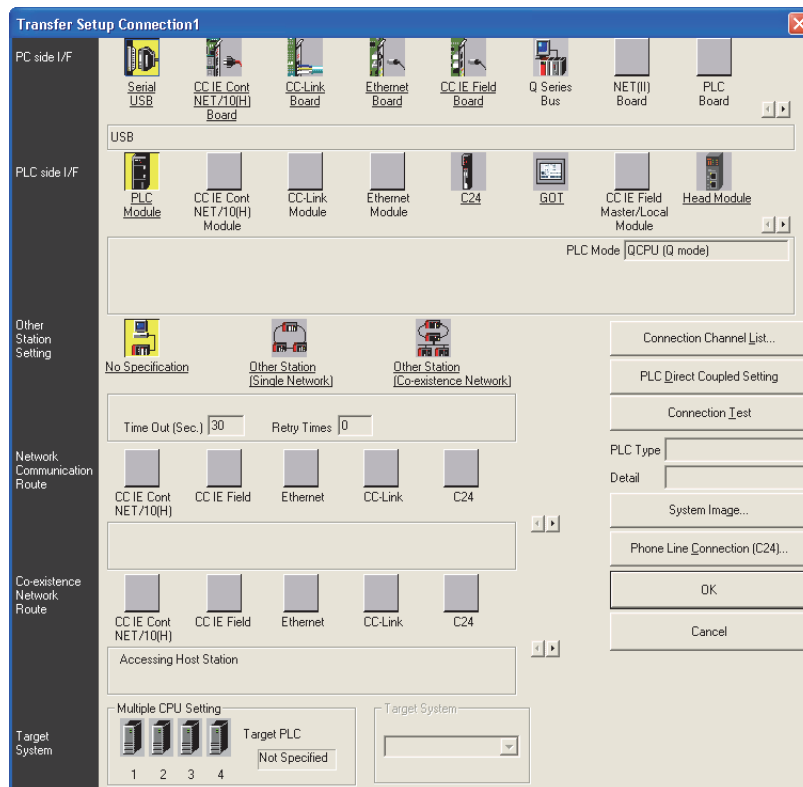 Transfer Setup Connection1
PC side I/F
Serial
USB
CC IE Cont
NET/10(H)
Board
CC-Link
Board
Ethernet
Board
CC IE Field
Board
Q Series
Bus
NET(II)
Board
PLC
Board
USB
PLC side I/F
PLC
Module
CC IE Cont
NET/10(H)
Module
CC-Link
Module
Ethernet
Module
C24
GOT
CC IE Field
Master/Local
Module
Head Module
PLC Mode QCPU (Q mode)
Other
Station
Setting
No Specification
Other Station
(Single Network)
Other Station
(Co-existence Network)
Time Out (Sec.) 30 Retry Times 0
Connection Channel List...
PLC Direct Coupled Setting
Connection Test
PLC Type
Detail
System Image...
Phone Line Connection (C24)...
OK
Cancel
Network
Communication
Route
CC IE Cont
NET/10(H)
CC IE Field
Ethernet
CC-Link
C24
Co-existence
Network
Route
CC IE Cont
NET/10(H)
CC IE Field
Ethernet
CC-Link
C24
Accessing Host Station
Target
System
Multiple CPU Setting
1 2 3 4
Target PLC
Not Specified
Target System